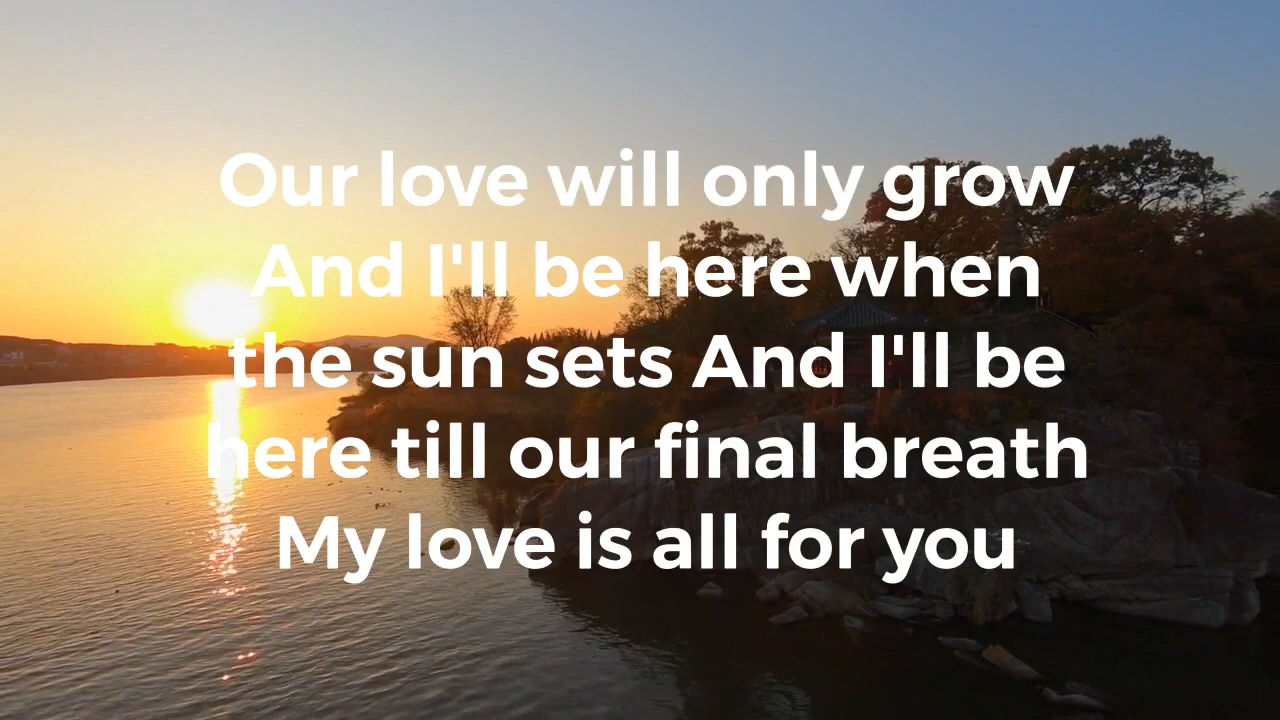 Our love will only grow
And I'll be here when
the sun sets And I'll be
here till our final breath
My love is all for you